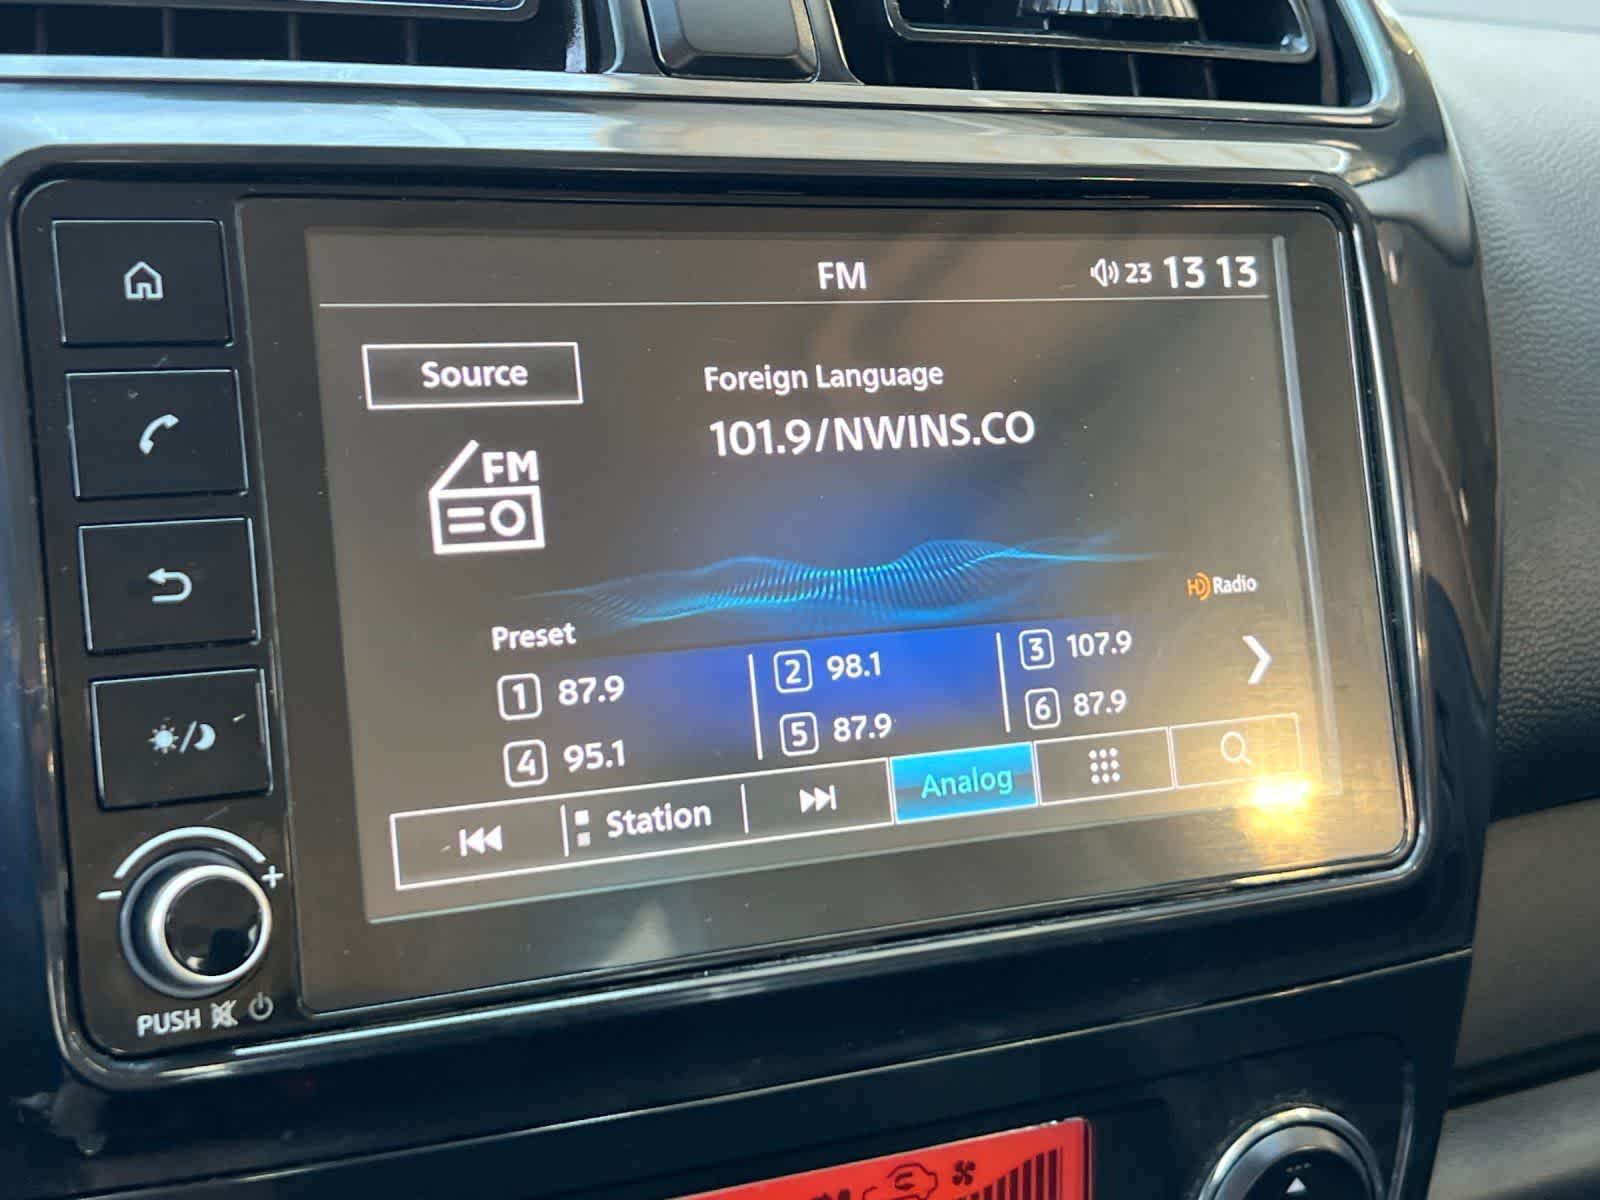 FM
23 13 13
Source
Foreign Language
101.9/NWINS.CO
FM
HD Radio
Preset
1 87.9
2 98.1
3 107.9
4 95.1
5 87.9
6 87.9
Station
Analog
- +
PUSH